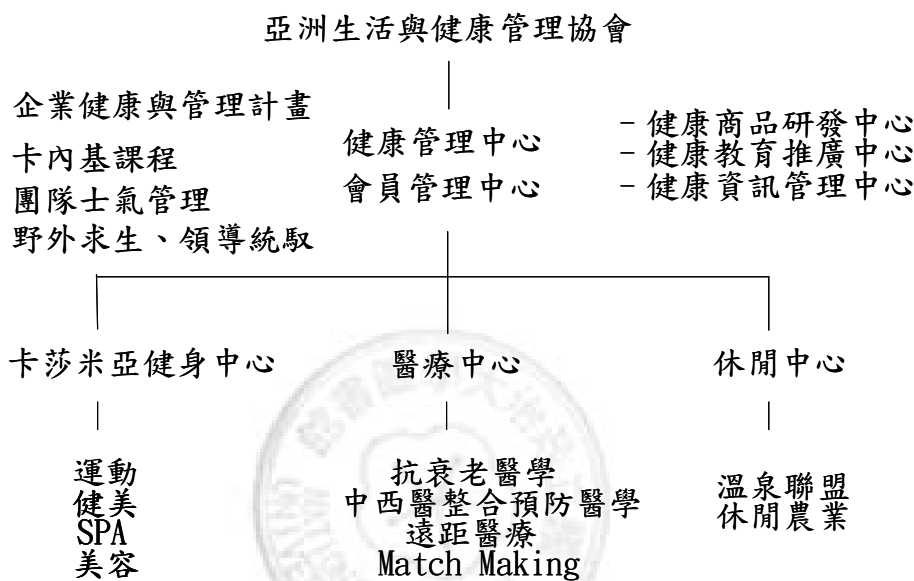 亞洲生活與健康管理協會
企業健康與管理計畫
卡內基課程
團隊士氣管理
野外求生、領導統馭
健康管理中心
會員管理中心
－健康商品研發中心
－健康教育推廣中心
－健康資訊管理中心
卡莎米亞健身中心
醫療中心
休閒中心
運動
健美
SPA
美容
抗衰老醫學
中西醫整合預防醫學
遠距醫療
Match Making
溫泉聯盟
休閒農業